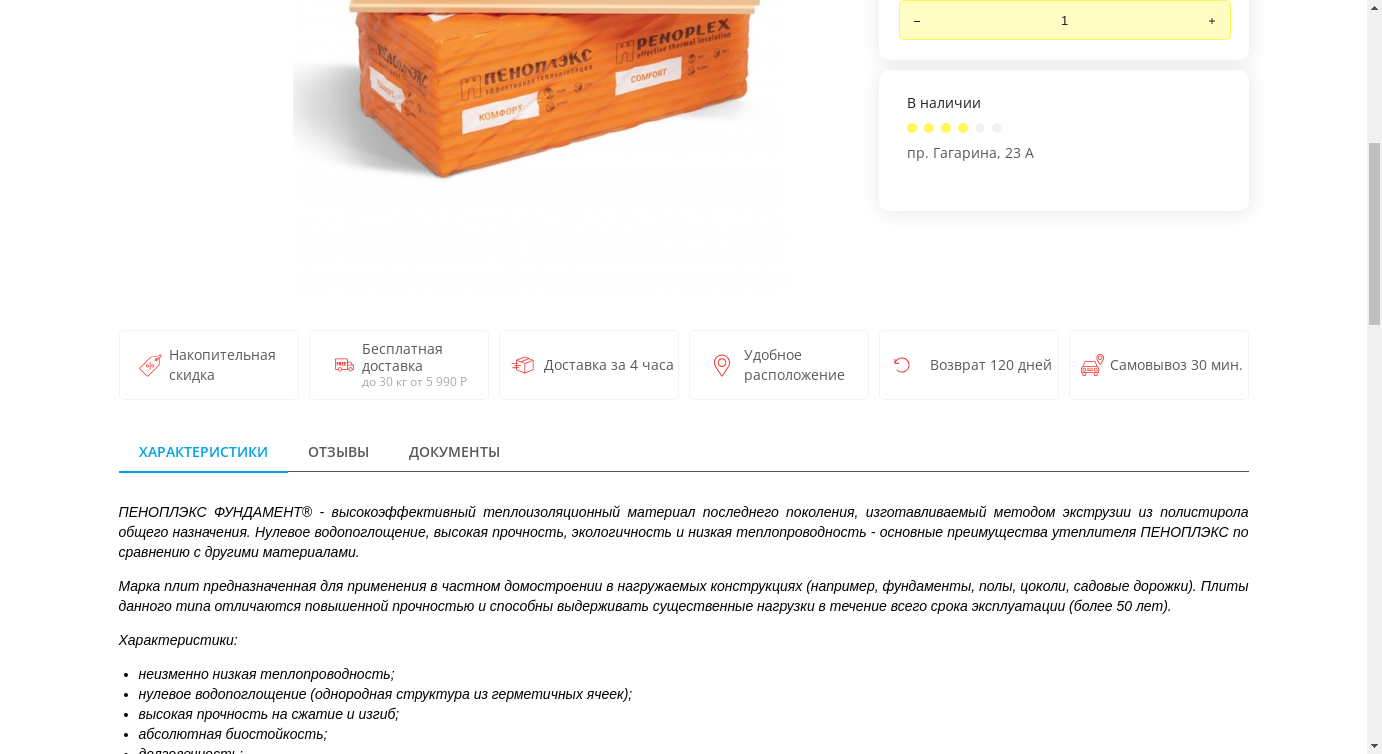 ПЕНОПЛЭКС
эффективная теплоизоляция
PENOPLEX
effective thermal insulation
КОМФОРТ
COMFORT
−
1
+
В наличии
пр. Гагарина, 23 А
Накопительная
скидка
Бесплатная
доставка
до 30 кг от 5 990 Р
Доставка за 4 часа
Удобное
расположение
Возврат 120 дней
Самовывоз 30 мин.
ХАРАКТЕРИСТИКИ
ОТЗЫВЫ
ДОКУМЕНТЫ
ПЕНОПЛЭКС ФУНДАМЕНТ® - высокоэффективный теплоизоляционный материал последнего поколения, изготавливаемый методом экструзии из полистирола
общего назначения. Нулевое водопоглощение, высокая прочность, экологичность и низкая теплопроводность - основные преимущества утеплителя ПЕНОПЛЭКС по
сравнению с другими материалами.
Марка плит предназначенная для применения в частном домостроении в нагружаемых конструкциях (например, фундаменты, полы, цоколи, садовые дорожки). Плиты
данного типа отличаются повышенной прочностью и способны выдерживать существенные нагрузки в течение всего срока эксплуатации (более 50 лет).
Характеристики:
• неизменно низкая теплопроводность;
• нулевое водопоглощение (однородная структура из герметичных ячеек);
• высокая прочность на сжатие и изгиб;
• абсолютная биостойкость;
• долговечность;